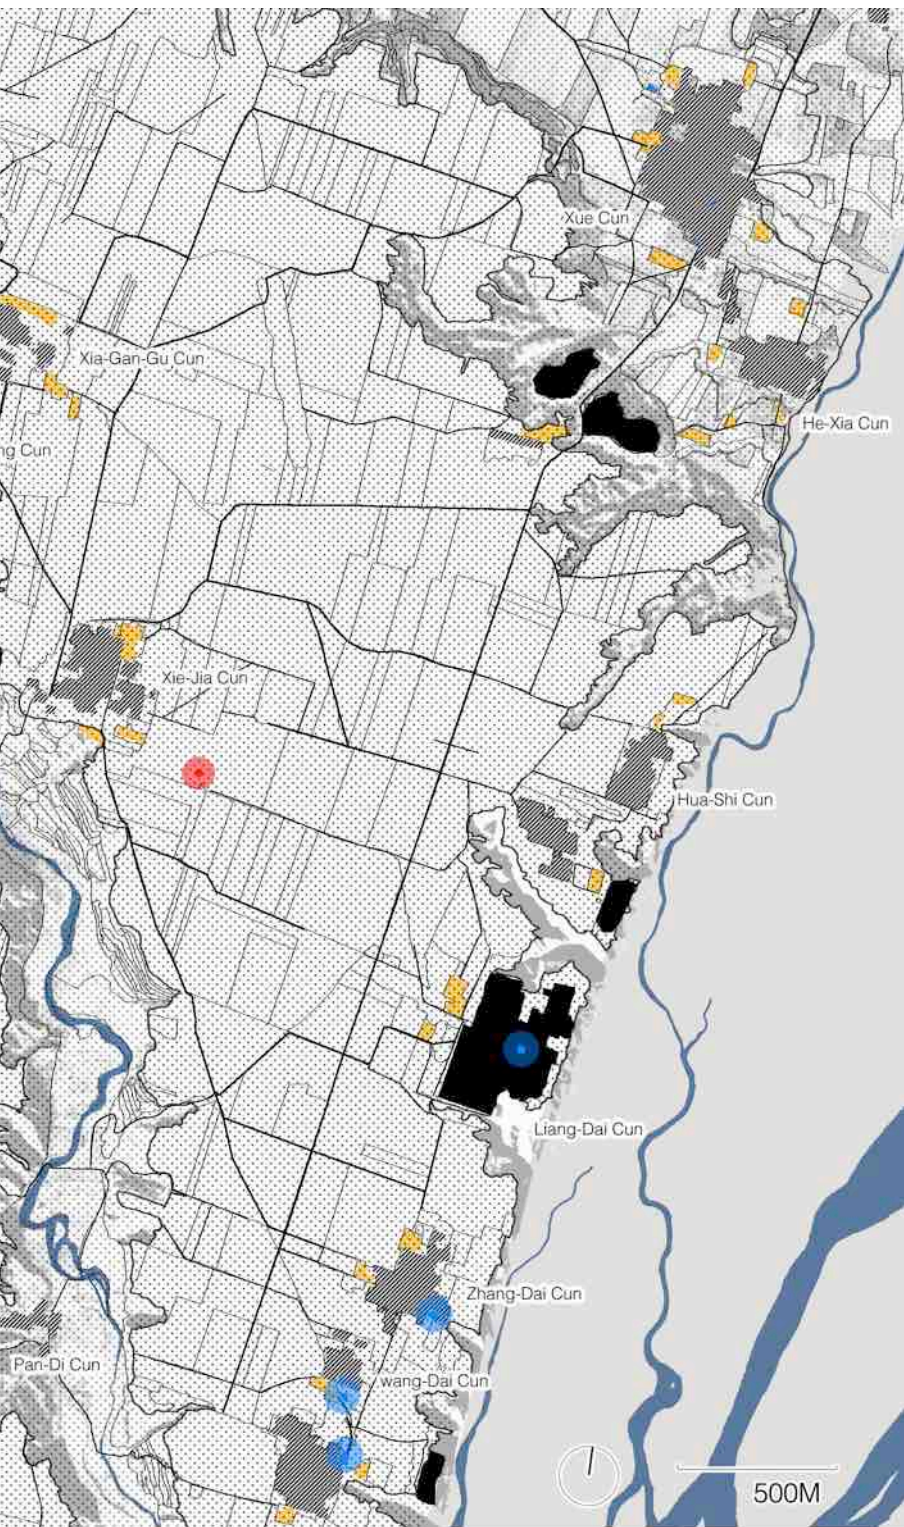 Xue Cun
Xia-Gan-Gu Cun
He-Xia Cun
ng Cun
Xie-Jia Cun
Hua-Shi Cun
Liang-Dai Cun
Zhang-Dai Cun
Pan-Di Cun
wang-Dai Cun
500M